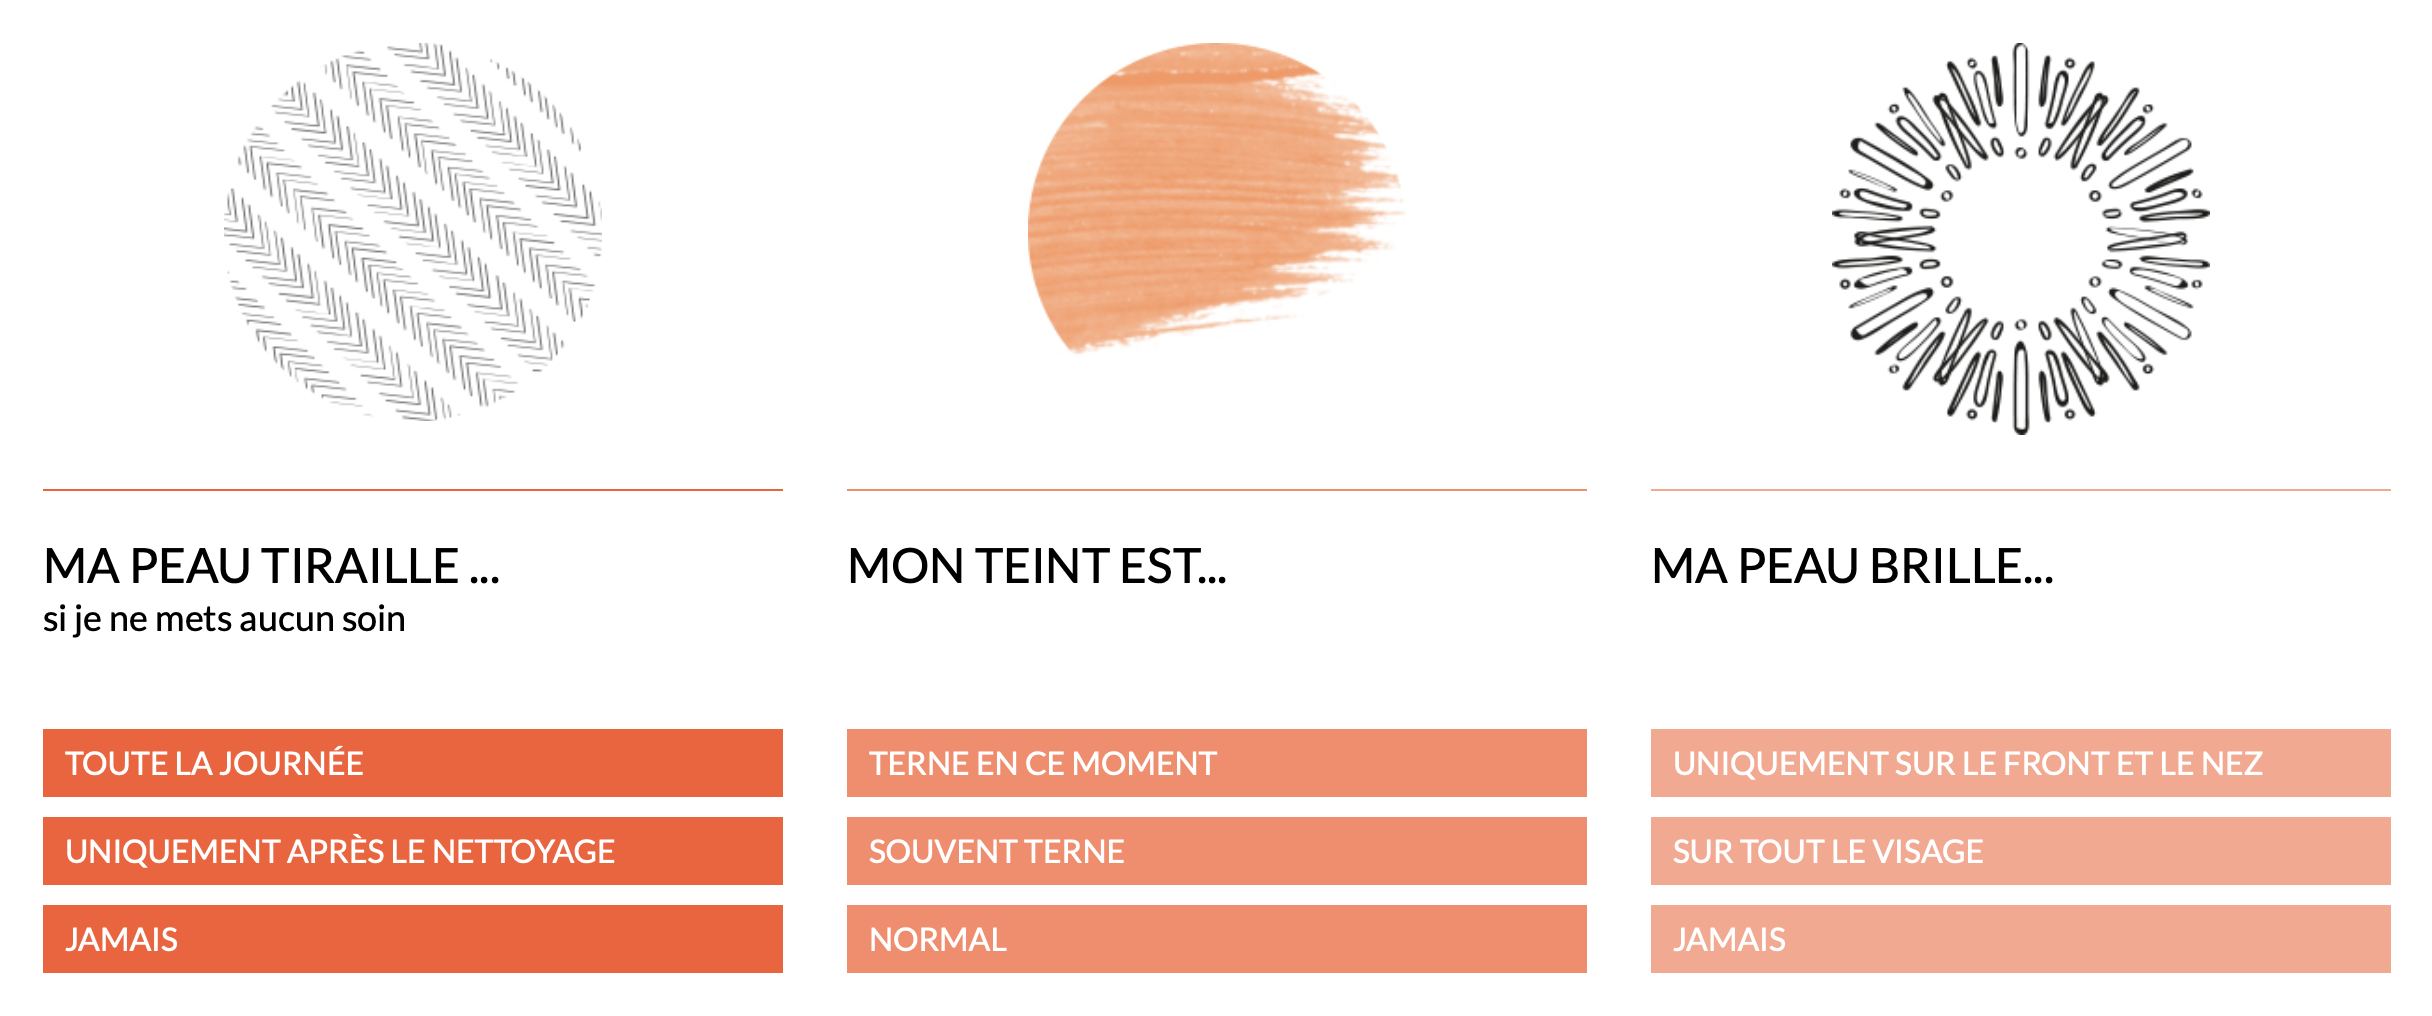 MA PEAU TIRAILLE ...
si je ne mets aucun soin
TOUTE LA JOURNÉE
UNIQUEMENT APRÈS LE NETTOYAGE
JAMAIS
MON TEINT EST...
TERNE EN CE MOMENT
SOUVENT TERNE
NORMAL
MA PEAU BRILLE...
UNIQUEMENT SUR LE FRONT ET LE NEZ
SUR TOUT LE VISAGE
JAMAIS